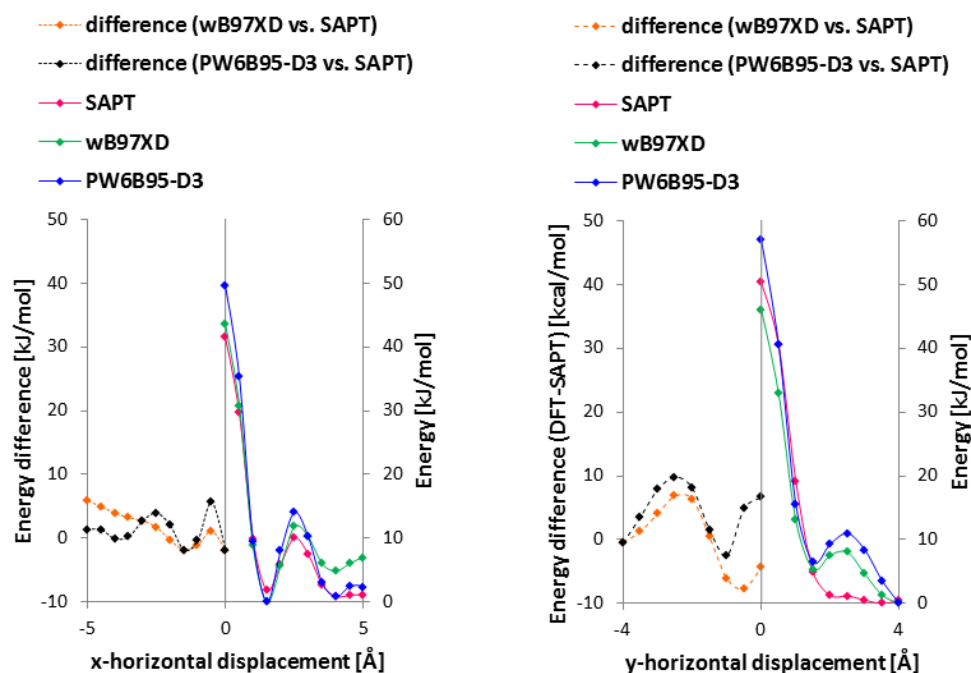 difference (wB97XD vs. SAPT)
difference (PW6B95-D3 vs. SAPT)
SAPT
wB97XD
PW6B95-D3
50
40
30
20
10
0
-10
Energy difference [kJ/mol]
60
50
40
30
20
10
0
Energy [kJ/mol]
-5
0
5
x-horizontal displacement [Å]
difference (wB97XD vs. SAPT)
difference (PW6B95-D3 vs. SAPT)
SAPT
wB97XD
PW6B95-D3
50
40
30
20
10
0
-10
Energy difference (DFT-SAPT) [kcal/mol]
60
50
40
30
20
10
0
Energy [kJ/mol]
-4
0
4
y-horizontal displacement [Å]